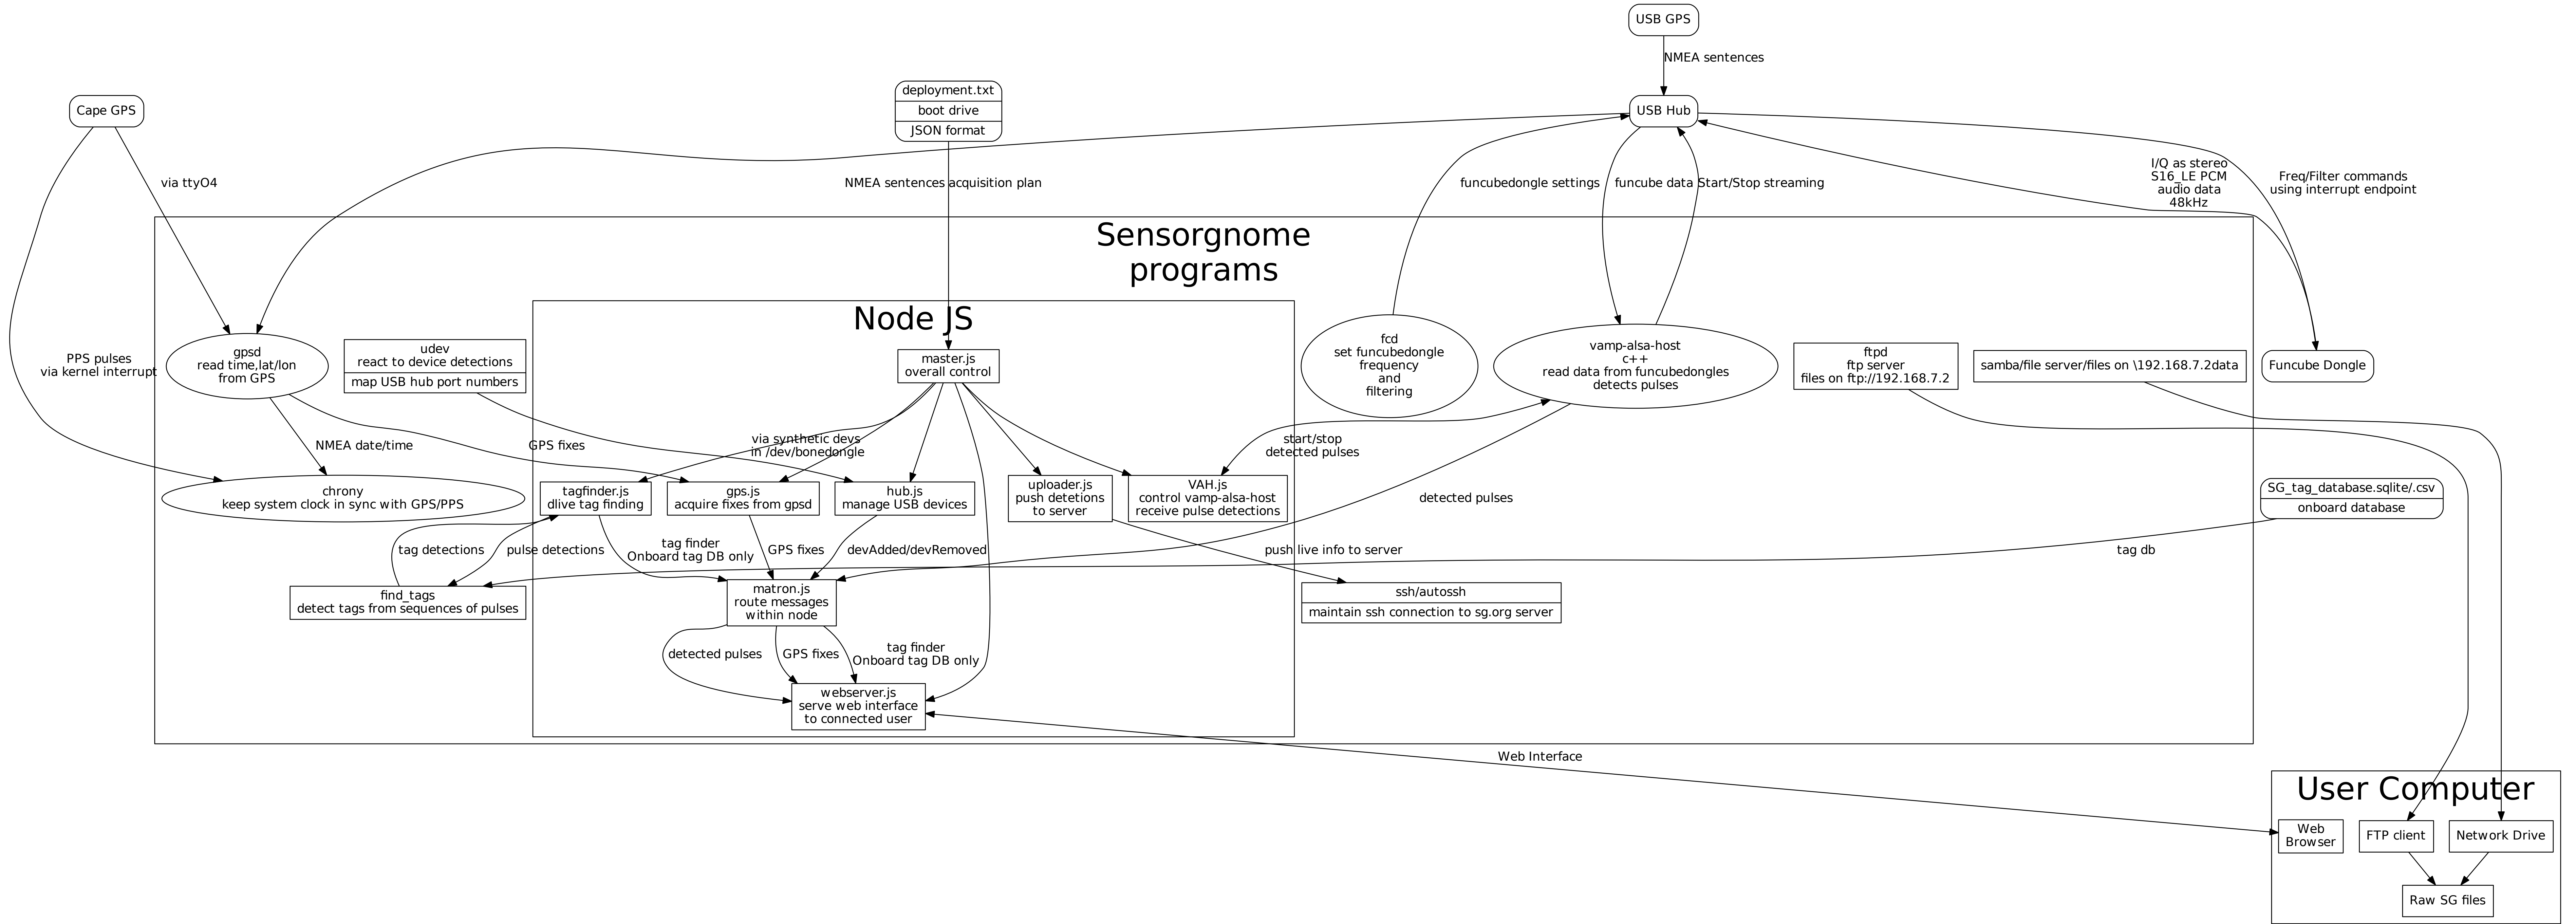 USB GPS
NMEA sentences
Cape GPS
deployment.txt
boot drive
JSON format
USB Hub
via ttyO4
NMEA sentences
acquisition plan
funcubedongle settings
funcube data
Start/Stop streaming
I/Q as stereo
S16_LE PCM
audio data
48kHz
Freq/Filter commands
using interrupt endpoint
Sensorgnome
programs
Node JS
PPS pulses
via kernel interrupt
gpsd
read time,lat/lon
from GPS
udev
react to device detections
map USB hub port numbers
master.js
overall control
fcd
set funcubedongle
frequency
and
filtering
vamp-alsa-host
c++
read data from funcubedongles
detects pulses
ftpd
ftp server
files on ftp://192.168.7.2
samba/file server/files on \192.168.7.2data
Funcube Dongle
NMEA date/time
GPS fixes
via synthetic devs
in /dev/bonedongle
start/stop
detected pulses
chrony
keep system clock in sync with GPS/PPS
tagfinder.js
dlive tag finding
gps.js
acquire fixes from gpsd
hub.js
manage USB devices
uploader.js
push detetions
to server
VAH.js
control vamp-alsa-host
receive pulse detections
detected pulses
SG_tag_database.sqlite/.csv
onboard database
tag detections
pulse detections
tag finder
Onboard tag DB only
GPS fixes
devAdded/devRemoved
push live info to server
tag db
find_tags
detect tags from sequences of pulses
matron.js
route messages
within node
ssh/autossh
maintain ssh connection to sg.org server
detected pulses
GPS fixes
tag finder
Onboard tag DB only
webserver.js
serve web interface
to connected user
Web Interface
User Computer
Web
Browser
FTP client
Network Drive
Raw SG files